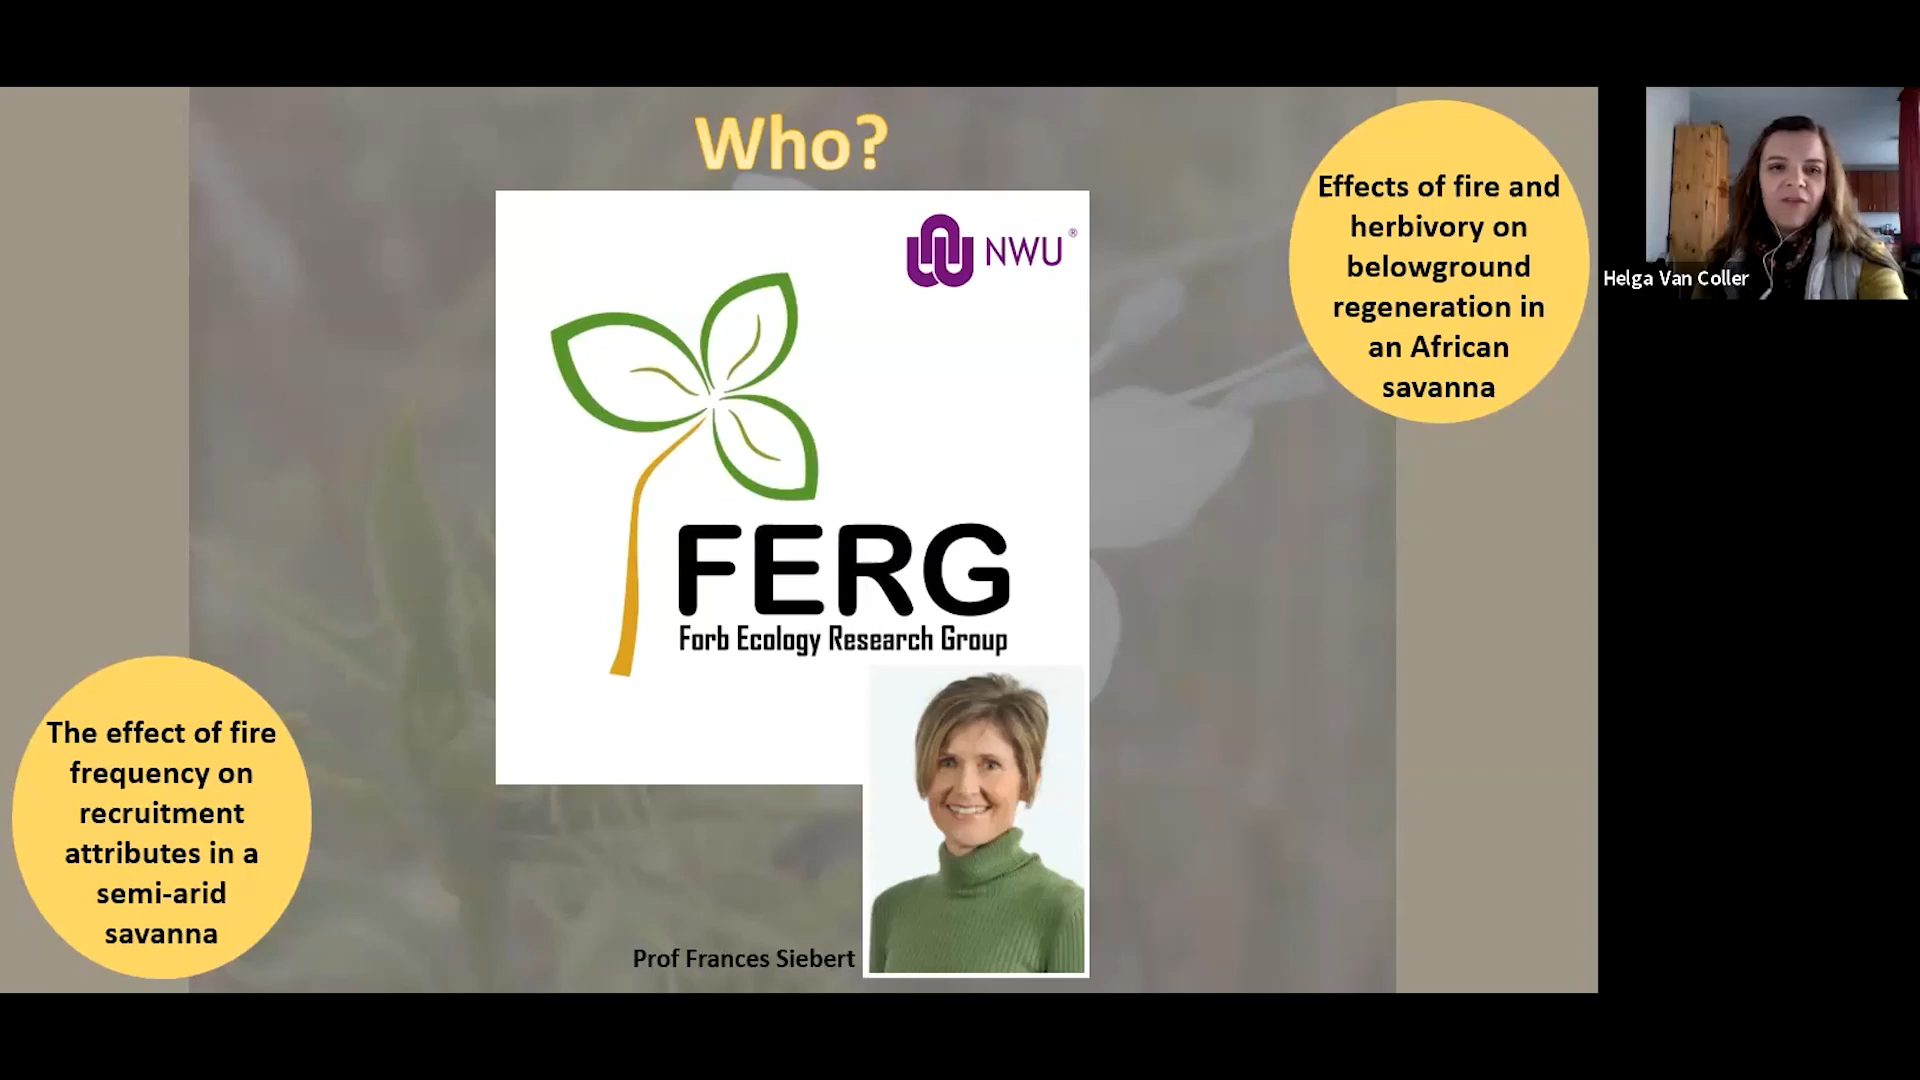 Who?
NWU®
FERG
Forb Ecology Research Group
Prof Frances Siebert
Effects of fire and
herbivory on
belowground
regeneration in
an African
savanna
The effect of fire
frequency on
recruitment
attributes in a
semi-arid
savanna
Helga Van Coller